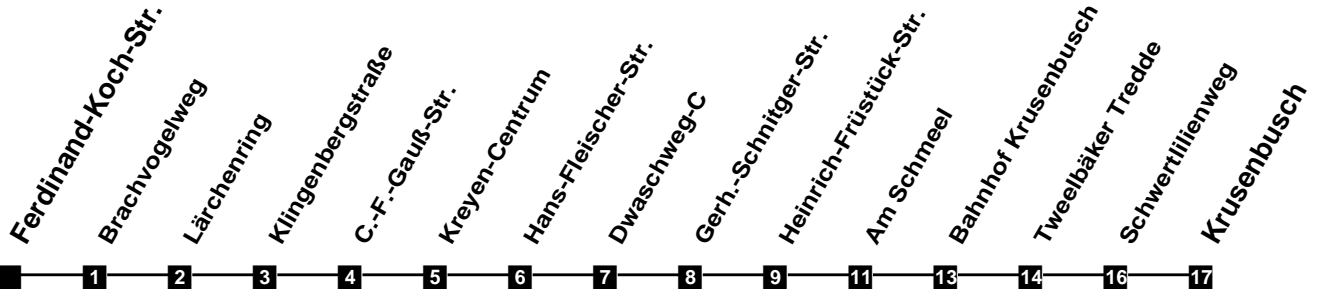 Ferdinand-Koch-Str.
Brachvogelweg
Lärchenring
Klingenbergstraße
C.-F.-Gauß-Str.
Kreyen-Centrum
Hans-Fleischer-Str.
Dwaschweg-C
Gerh.-Schnitger-Str.
Heinrich-Früstück-Str.
Am Schmeel
Bahnhof Krusenbusch
Tweelbäker Tredde
Schwertlilienweg
Krusenbusch
1 2 3 4 5 6 7 8 9 11 13 14 16 17